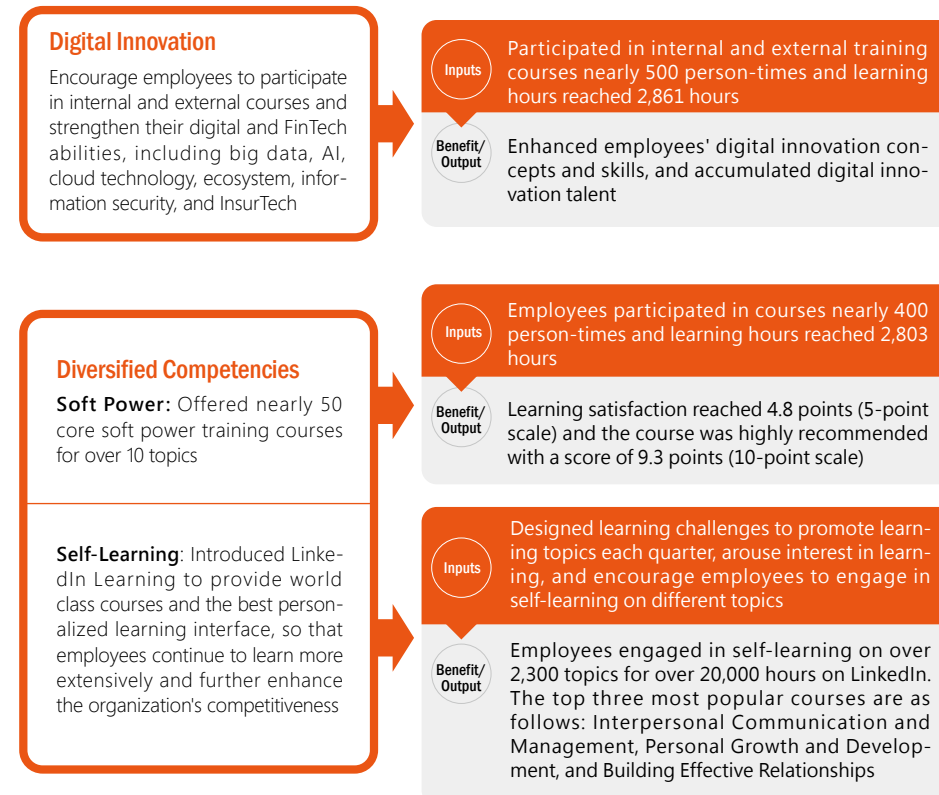 Digital Innovation
Encourage employees to participate
in internal and external courses and
strengthen their digital and FinTech
abilities, including big data, AI,
cloud technology, ecosystem, infor-
mation security, and InsurTech
Inputs
Participated in internal and external training
courses nearly 500 person-times and learning
hours reached 2,861 hours
Benefit/
Output
Enhanced employees' digital innovation con-
cepts and skills, and accumulated digital inno-
vation talent
Diversified Competencies
Soft Power: Offered nearly 50
core soft power training courses
for over 10 topics
Inputs
Employees participated in courses nearly 400
person-times and learning hours reached 2,803
hours
Benefit/
Output
Learning satisfaction reached 4.8 points (5-point
scale) and the course was highly recommended
with a score of 9.3 points (10-point scale)
Self-Learning: Introduced Linke-
dIn Learning to provide world
class courses and the best person-
alized learning interface, so that
employees continue to learn more
extensively and further enhance
the organization's competitiveness
Inputs
Designed learning challenges to promote learn-
ing topics each quarter, arouse interest in learn-
ing, and encourage employees to engage in
self-learning on different topics
Benefit/
Output
Employees engaged in self-learning on over
2,300 topics for over 20,000 hours on LinkedIn.
The top three most popular courses are as
follows: Interpersonal Communication and
Management, Personal Growth and Develop-
ment, and Building Effective Relationships